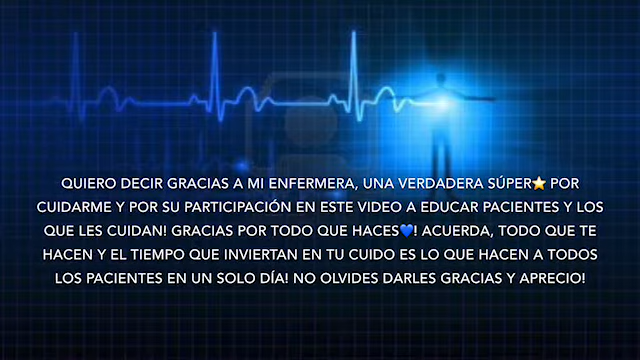 QUIERO DECIR GRACIAS A MI ENFERMERA, UNA VERDADERA SÚPER⭐ POR
CUIDARME Y POR SU PARTICIPACIÓN EN ESTE VIDEO A EDUCAR PACIENTES Y LOS
QUE LES CUIDAN! GRACIAS POR TODO QUE HACES💙! ACUERDA, TODO QUE TE
HACEN Y EL TIEMPO QUE INVIERTAN EN TU CUIDO ES LO QUE HACEN A TODOS
LOS PACIENTES EN UN SOLO DÍA! NO OLVIDES DARLES GRACIAS Y APRECIO!